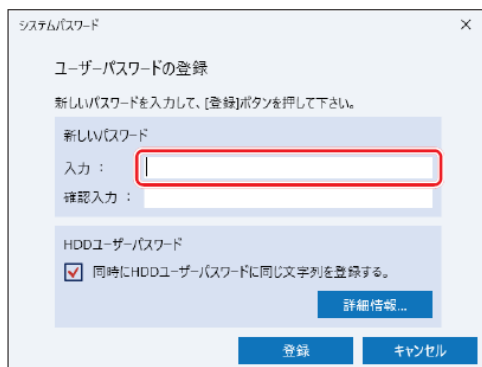 システムパスワード
ユーザーパスワードの登録
新しいパスワードを入力して、[登録]ボタンを押して下さい。
新しいパスワード
入力 :
確認入力 :
HDDユーザーパスワード
同時にHDDユーザーパスワードに同じ文字列を登録する。
詳細情報...
登録 キャンセル